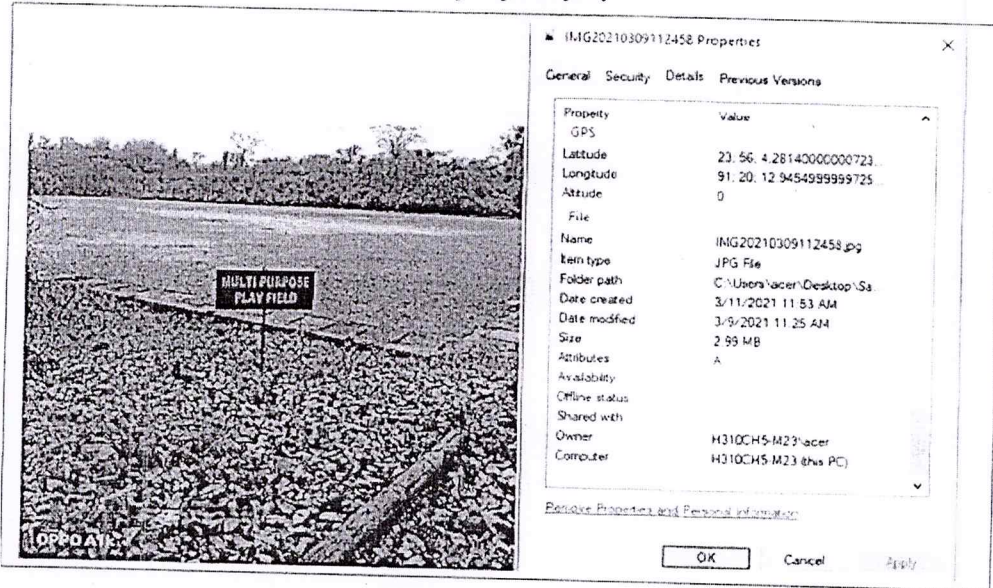 MULTI PURPOSE
PLAY FIELD
OPPO A1k
IMG20210309112458 Properties
General Security Details Previous Versions
Property Value
GPS
Latitude 23; 56; 4.28140000000723...
Longitude 91; 20; 12.9454999999725...
Altitude 0
File
Name IMG20210309112458.jpg
Item type JPG File
Folder path C:\Users\acer\Desktop\Sa...
Date created 3/11/2021 11:53 AM
Date modified 3/9/2021 11:25 AM
Size 2.99 MB
Attributes A
Availability
Offline status
Shared with
Owner H310CH5-M23\acer
Computer H310CH5-M23 (this PC)
Remove Properties and Personal Information
OK Cancel Apply